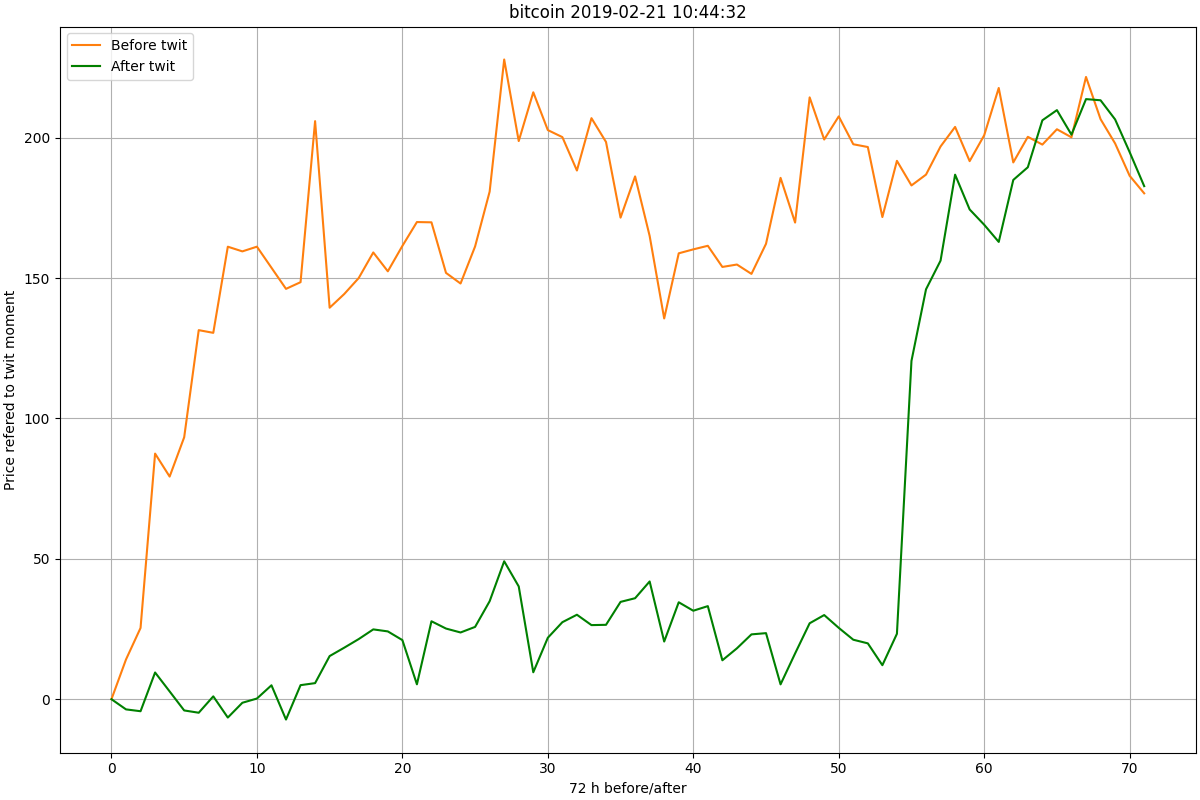 bitcoin 2019-02-21 10:44:32
Before twit
After twit
Price refered to twit moment
200
150
100
50
0
0 10 20 30 40 50 60 70
72 h before/after